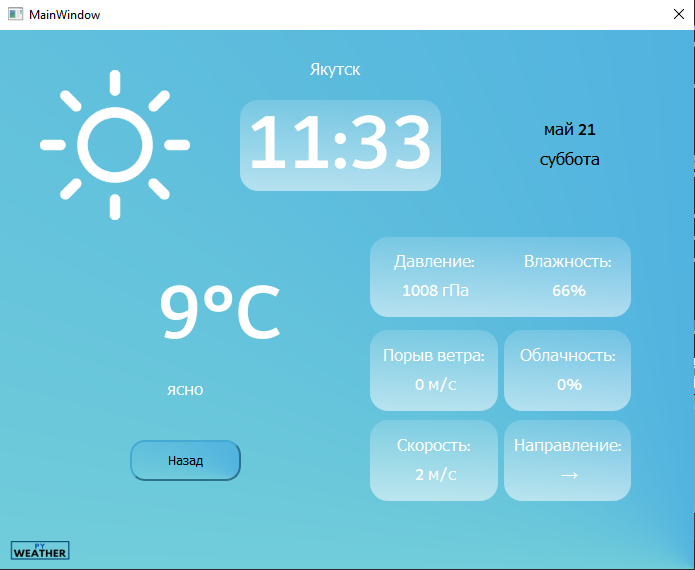 MainWindow
Якутск
11:33
май 21
суббота
9°C
ясно
Назад
Давление: Влажность:
1008 гПа 66%
Порыв ветра: Облачность:
0 м/с 0%
Скорость: Направление:
2 м/с →
PY
WEATHER